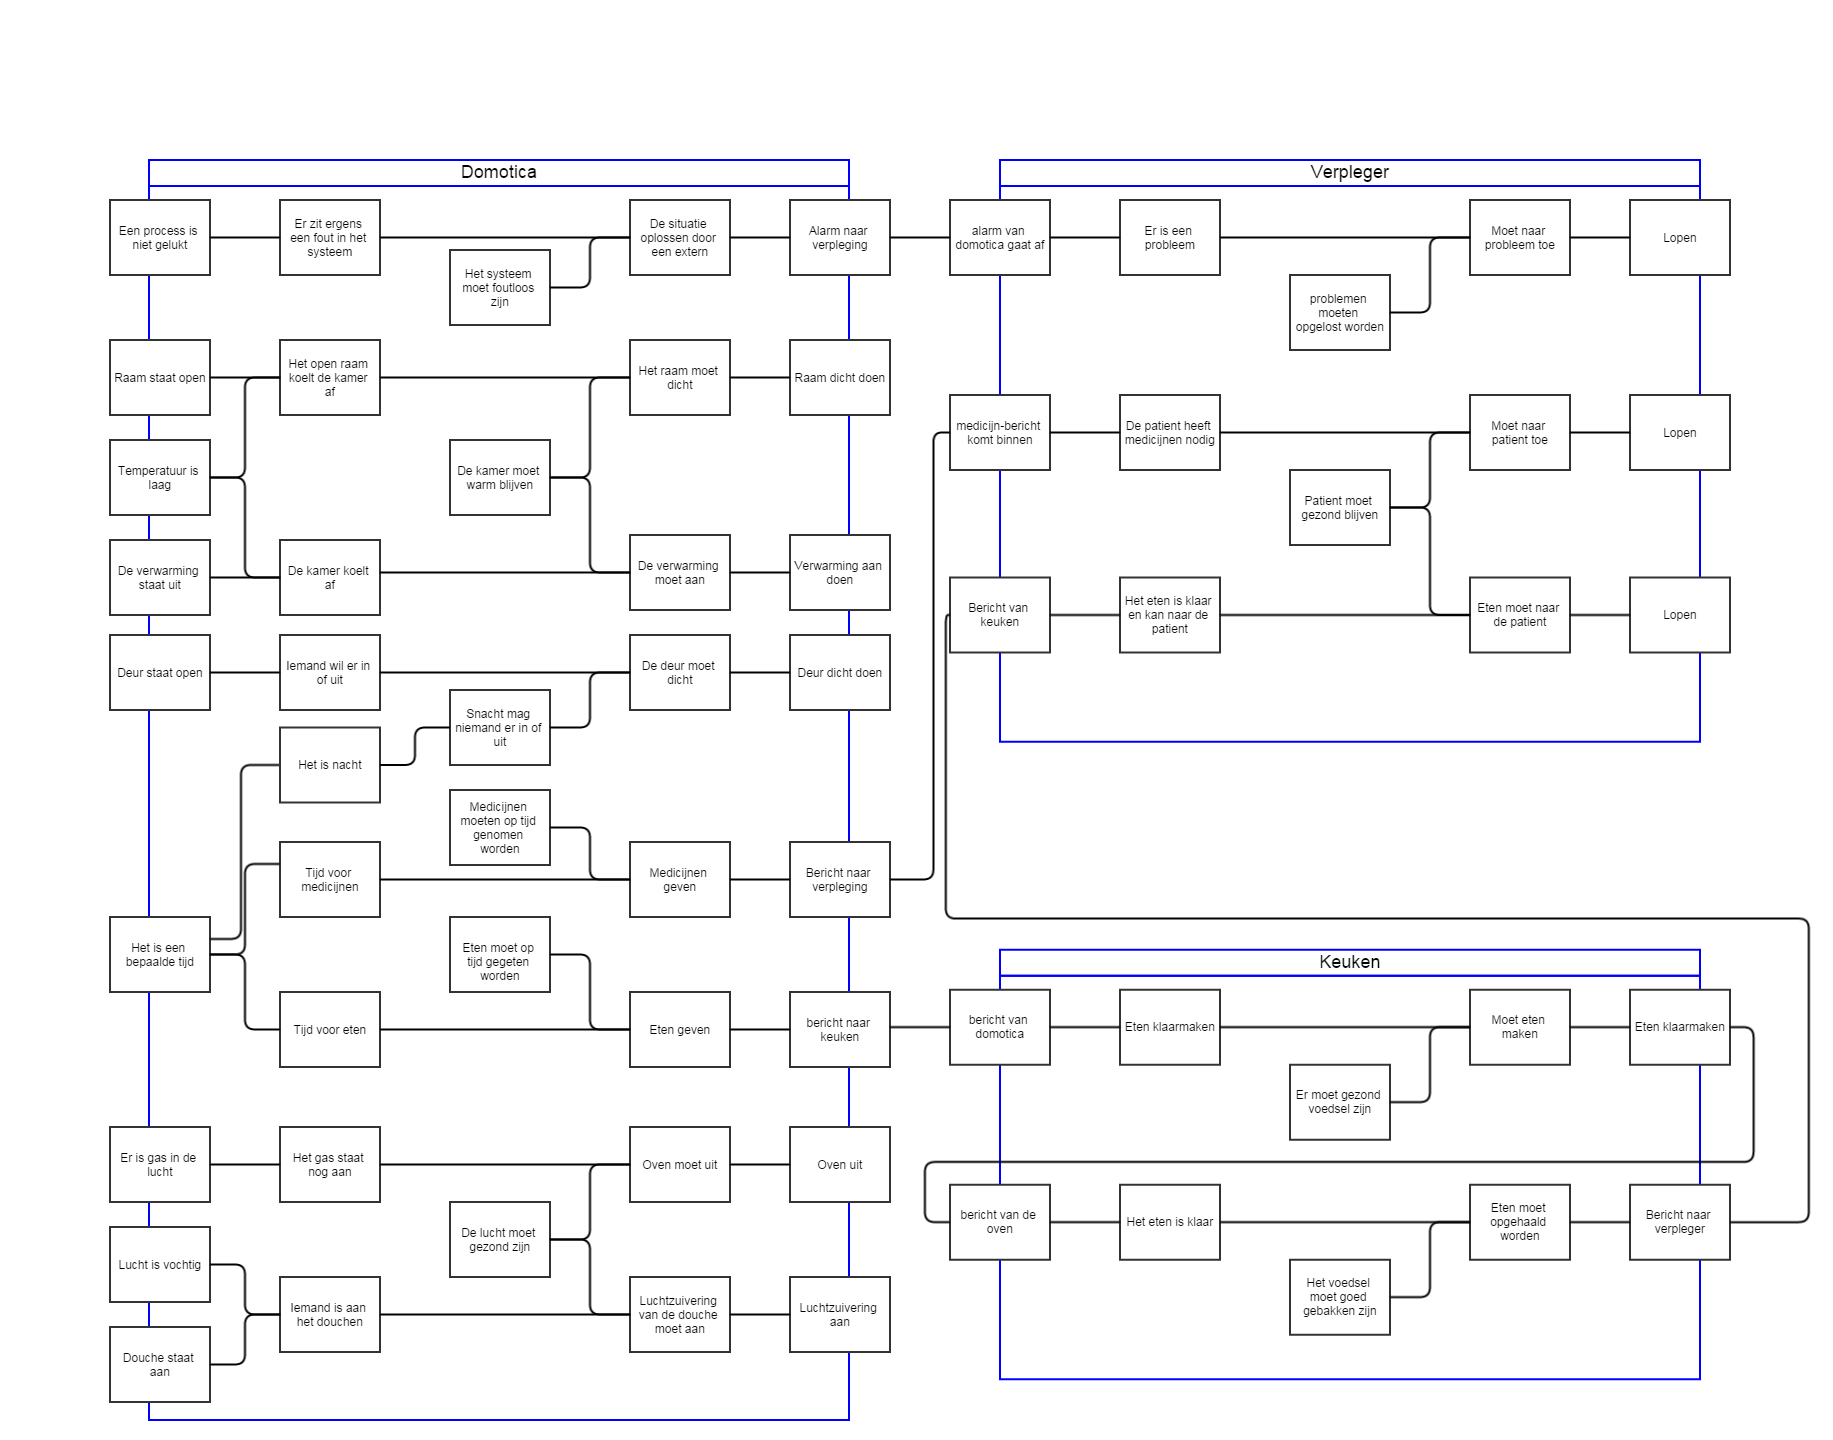 Domotica
Een process is
niet gelukt
Er zit ergens
een fout in het
systeem
Het systeem
moet foutloos
zijn
De situatie
oplossen door
een extern
Alarm naar
verpleging
Raam staat open
Het open raam
koelt de kamer
af
Het raam moet
dicht
Raam dicht doen
Temperatuur is
laag
De kamer moet
warm blijven
De verwarming
staat uit
De kamer koelt
af
De verwarming
moet aan
Verwarming aan
doen
Deur staat open
Iemand wil er in
of uit
De deur moet
dicht
Deur dicht doen
Snacht mag
niemand er in of
uit
Het is nacht
Medicijnen
moeten op tijd
genomen
worden
Tijd voor
medicijnen
Medicijnen
geven
Bericht naar
verpleging
Het is een
bepaalde tijd
Eten moet op
tijd gegeten
worden
Tijd voor eten
Eten geven
bericht naar
keuken
Er is gas in de
lucht
Het gas staat
nog aan
Oven moet uit
Oven uit
De lucht moet
gezond zijn
Lucht is vochtig
Iemand is aan
het douchen
Luchtzuivering
van de douche
moet aan
Luchtzuivering
aan
Douche staat
aan
Verpleger
alarm van
domotica gaat af
Er is een
probleem
problemen
moeten
opgelost worden
Moet naar
probleem toe
Lopen
medicijn-bericht
komt binnen
De patient heeft
medicijnen nodig
Moet naar
patient toe
Lopen
Patient moet
gezond blijven
Bericht van
keuken
Het eten is klaar
en kan naar de
patient
Eten moet naar
de patient
Lopen
Keuken
bericht van
domotica
Eten klaarmaken
Moet eten
maken
Eten klaarmaken
Er moet gezond
voedsel zijn
bericht van de
oven
Het eten is klaar
Eten moet
opgehaald
worden
Bericht naar
verpleger
Het voedsel
moet goed
gebakken zijn